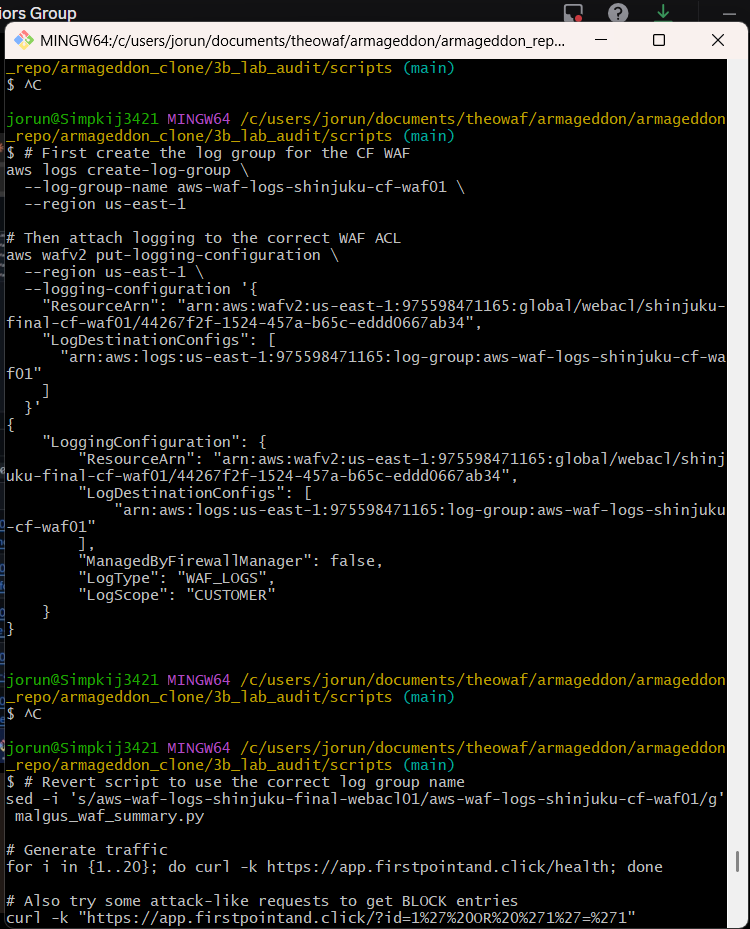 iors Group
MINGW64:/c/users/jorun/documents/theowaf/armageddon/armageddon_rep...
_repo/armageddon_clone/3b_lab_audit/scripts (main)
$ ^C
jorun@Simpkij3421 MINGW64 /c/users/jorun/documents/theowaf/armageddon/armageddon
_repo/armageddon_clone/3b_lab_audit/scripts (main)
$ # First create the log group for the CF WAF
aws logs create-log-group \
  --log-group-name aws-waf-logs-shinjuku-cf-waf01 \
  --region us-east-1
# Then attach logging to the correct WAF ACL
aws wafv2 put-logging-configuration \
  --region us-east-1 \
  --logging-configuration '{
    "ResourceArn": "arn:aws:wafv2:us-east-1:975598471165:global/webacl/shinjuku-
final-cf-waf01/44267f2f-1524-457a-b65c-eddd0667ab34",
    "LogDestinationConfigs": [
      "arn:aws:logs:us-east-1:975598471165:log-group:aws-waf-logs-shinjuku-cf-wa
f01"
    ]
  }'
{
    "LoggingConfiguration": {
        "ResourceArn": "arn:aws:wafv2:us-east-1:975598471165:global/webacl/shinj
uku-final-cf-waf01/44267f2f-1524-457a-b65c-eddd0667ab34",
        "LogDestinationConfigs": [
            "arn:aws:logs:us-east-1:975598471165:log-group:aws-waf-logs-shinjuku
-cf-waf01"
        ],
        "ManagedByFirewallManager": false,
        "LogType": "WAF_LOGS",
        "LogScope": "CUSTOMER"
    }
}
jorun@Simpkij3421 MINGW64 /c/users/jorun/documents/theowaf/armageddon/armageddon
_repo/armageddon_clone/3b_lab_audit/scripts (main)
$ ^C
jorun@Simpkij3421 MINGW64 /c/users/jorun/documents/theowaf/armageddon/armageddon
_repo/armageddon_clone/3b_lab_audit/scripts (main)
$ # Revert script to use the correct log group name
sed -i 's/aws-waf-logs-shinjuku-final-webacl01/aws-waf-logs-shinjuku-cf-waf01/g'
 malgus_waf_summary.py
# Generate traffic
for i in {1..20}; do curl -k https://app.firstpointand.click/health; done
# Also try some attack-like requests to get BLOCK entries
curl -k "https://app.firstpointand.click/?id=1%27%20OR%20%271%27=%271"